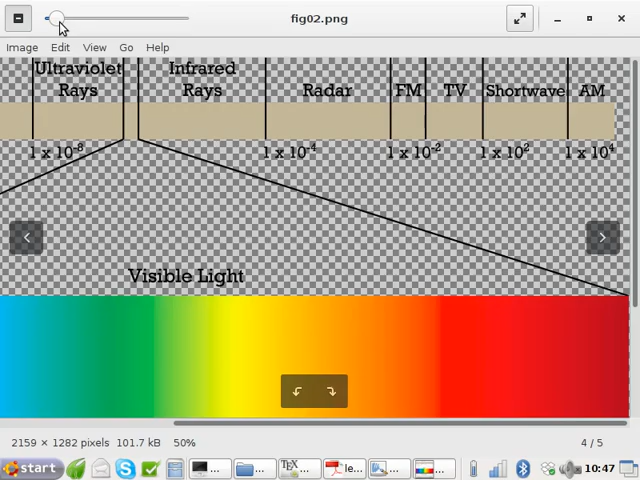 fig02.png
Image Edit View Go Help
Ultraviolet Rays
Infrared Rays
Radar
FM
TV
Shortwave
AM
1 x 10-8
1 x 10-4
1 x 10-2
1 x 10²
1 x 10⁴
Visible Light
2159 × 1282 pixels 101.7 kB 50% 4 / 5
start ... ... TEX ... le... ... ... 10:47